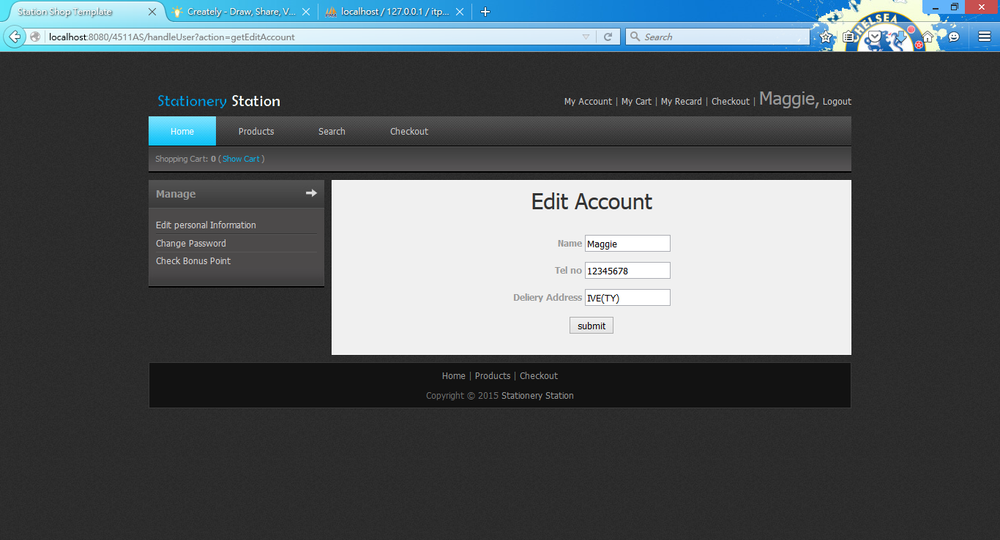 Station Shop Template
Creately - Draw, Share, V...
localhost / 127.0.0.1 / itp...
localhost:8080/4511AS/handleUser?action=getEditAccount
Search
CHELSEA
Stationery Station
My Account | My Cart | My Recard | Checkout | Maggie, Logout
Home Products Search Checkout
Shopping Cart: 0 ( Show Cart )
Manage
Edit personal Information
Change Password
Check Bonus Point
Edit Account
Name Maggie
Tel no 12345678
Deliery Address IVE(TY)
submit
Home | Products | Checkout
Copyright © 2015 Stationery Station